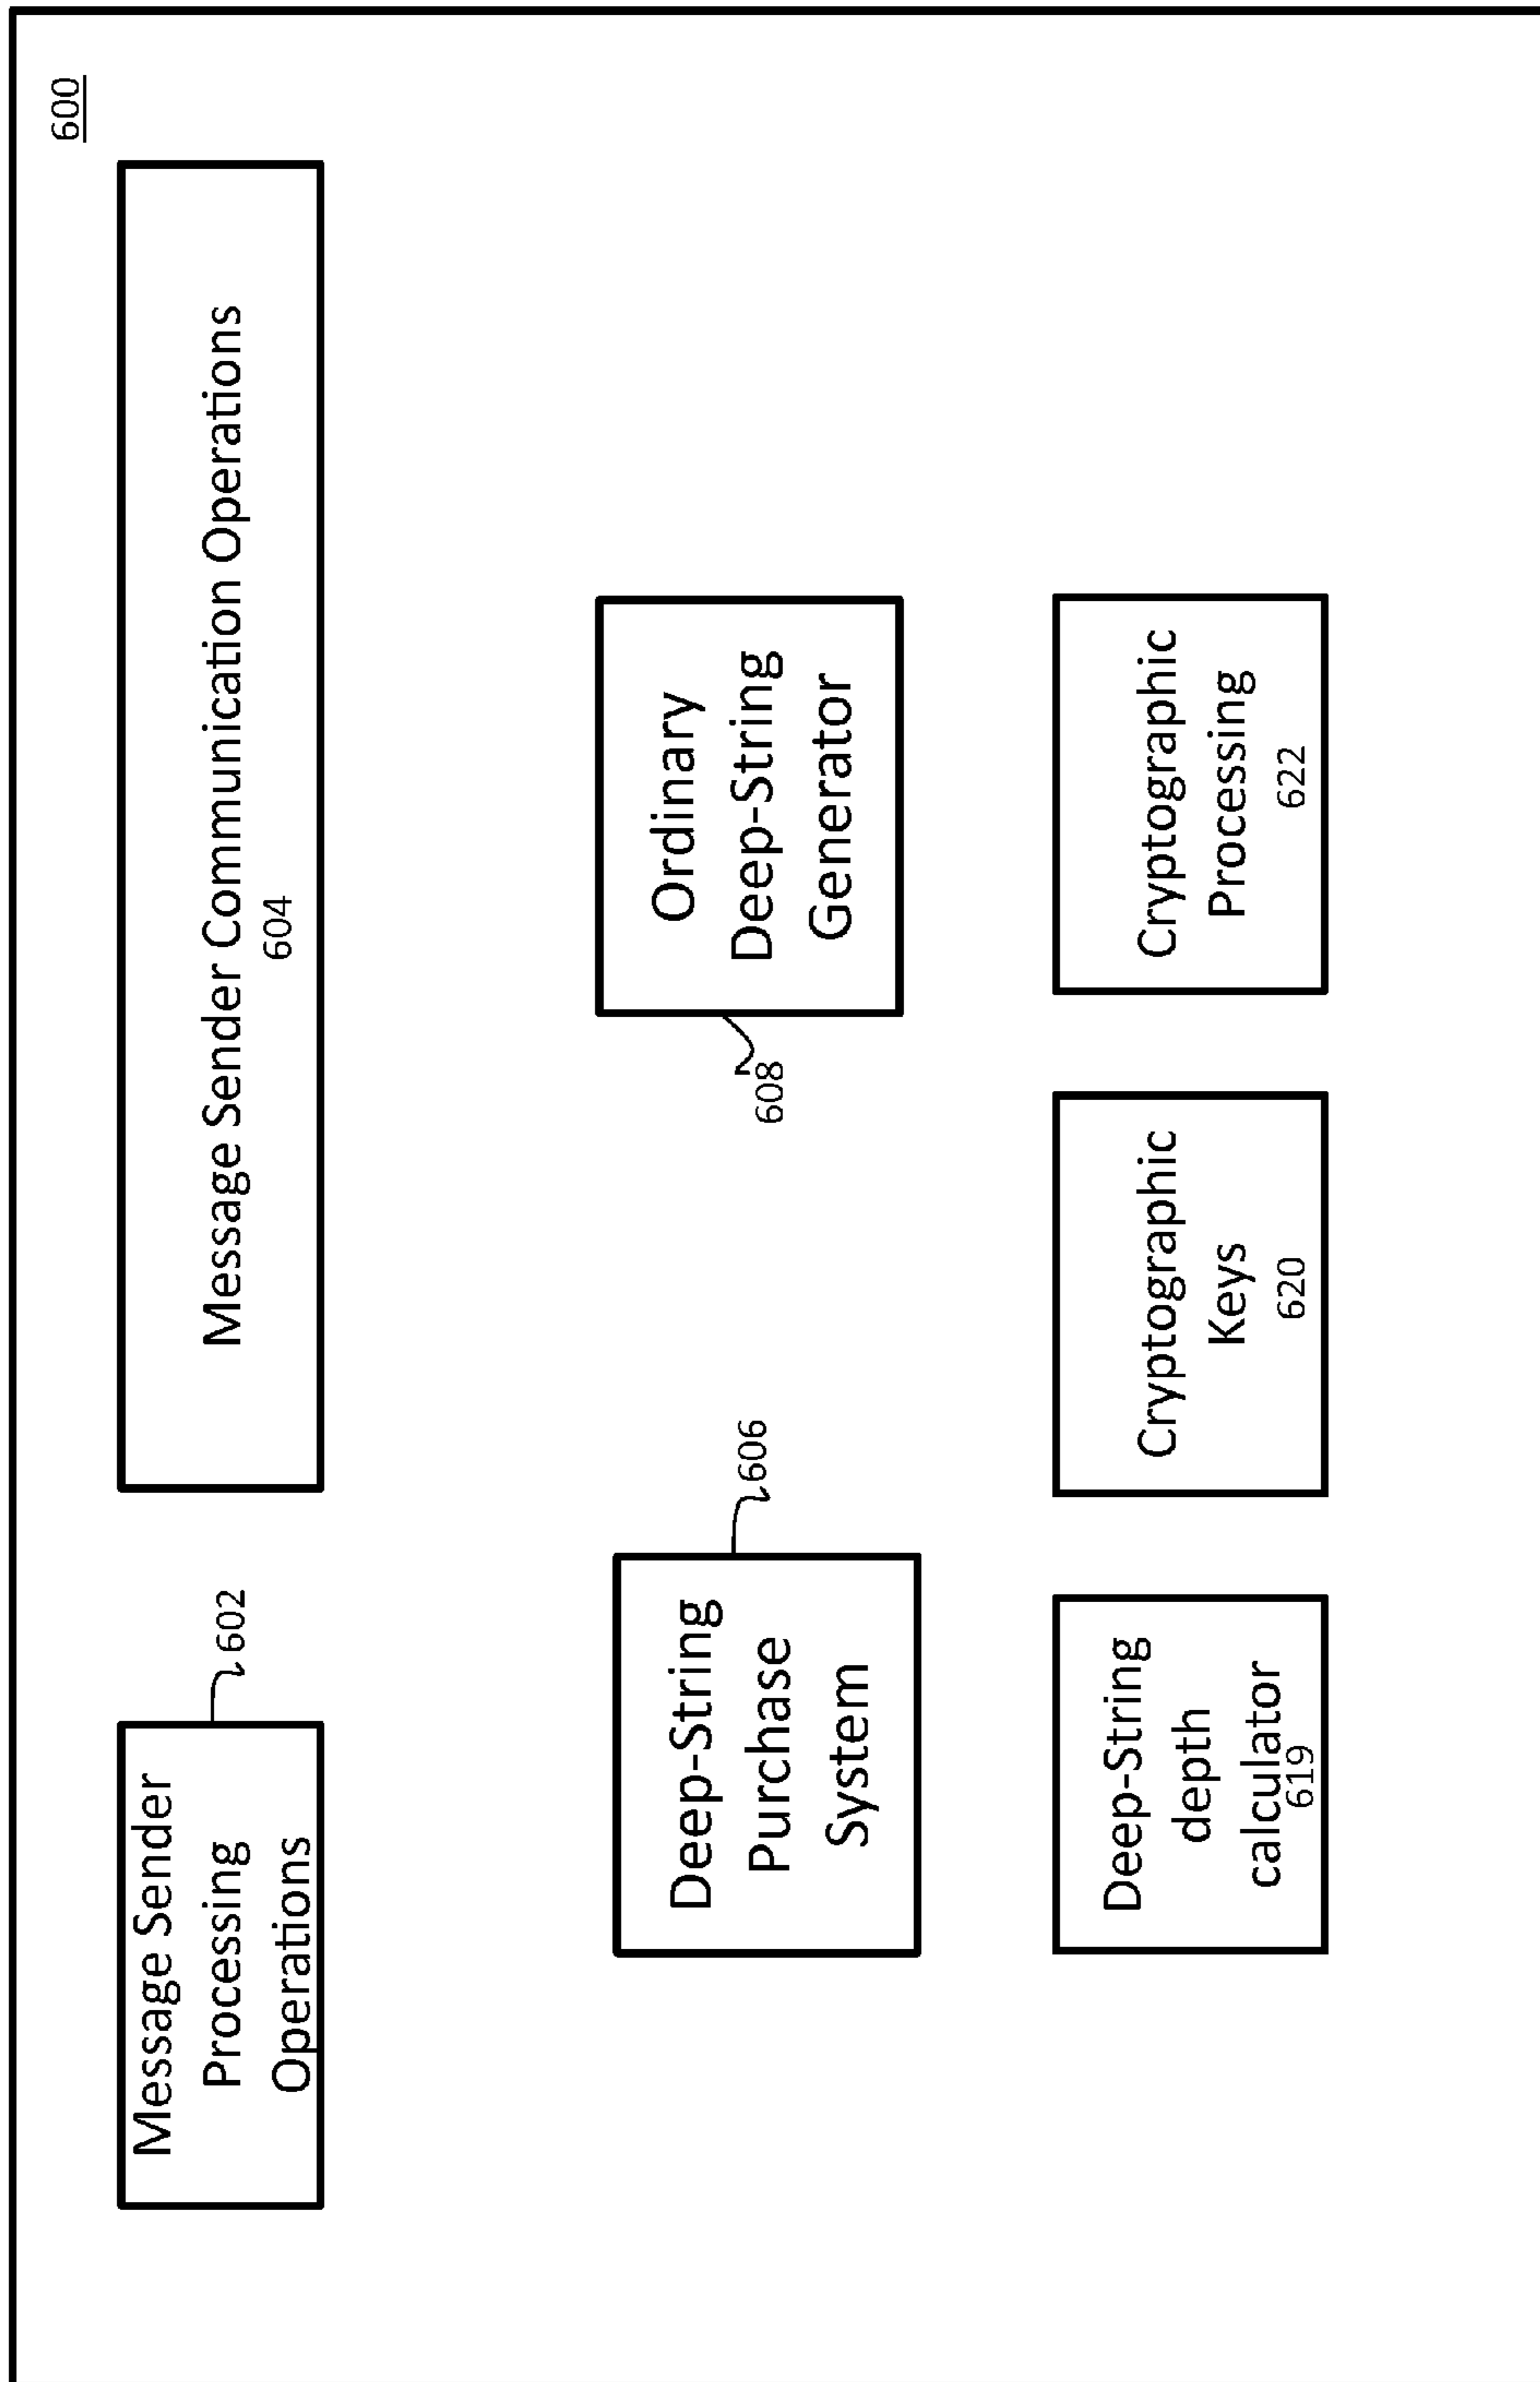 600
Message Sender
Processing
Operations
602
Message Sender Communication Operations
604
Deep-String
Purchase
System
606
Ordinary
Deep-String
Generator
608
Deep-String
depth
calculator
619
Cryptographic
Keys
620
Cryptographic
Processing
622